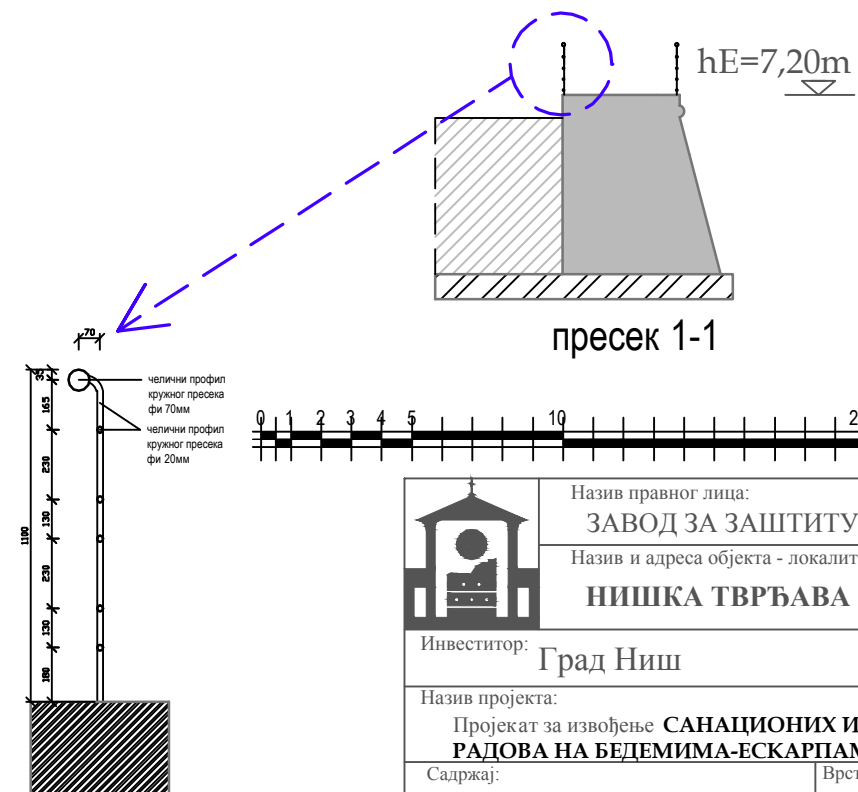 hE=7,20m
пресек 1-1
70
35
165
230
130
230
130
180
1100
челични профил
кружног пресека
фи 70мм
челични профил
кружног пресека
фи 20мм
0 1 2 3 4 5 10 2
Назив правног лица:
ЗАВОД ЗА ЗАШТИТУ
Назив и адреса објекта - локалит
НИШКА ТВРЂАВА
Инвеститор: Град Ниш
Назив пројекта:
Пројекат за извођење САНАЦИОНИХ И
РАДОВА НА БЕДЕМИМА-ЕСКАРПАМ
Садржај:
Врст